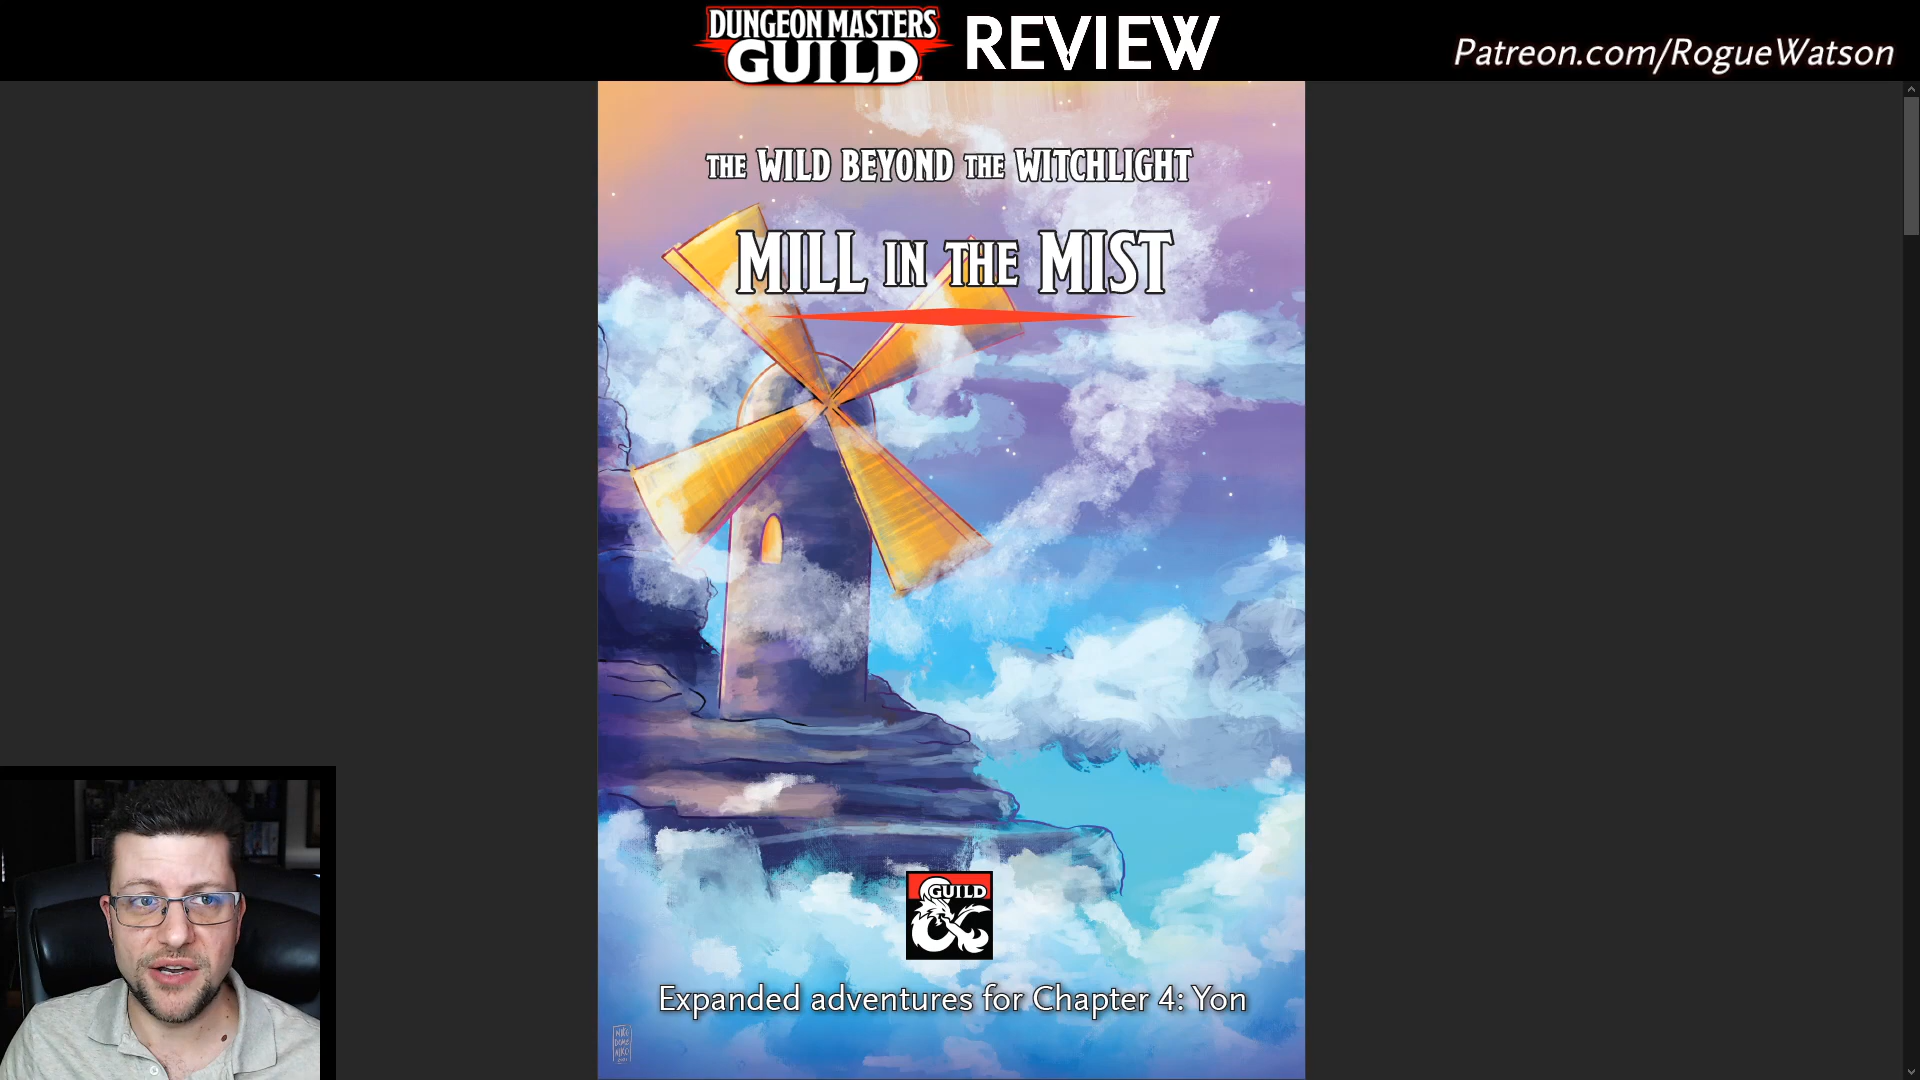 DUNGEON MASTERS
GUILD
REVIEW
Patreon.com/RogueWatson
THE WILD BEYOND THE WITCHLIGHT
MILL IN THE MIST
GUILD
Expanded adventures for Chapter 4: Yon